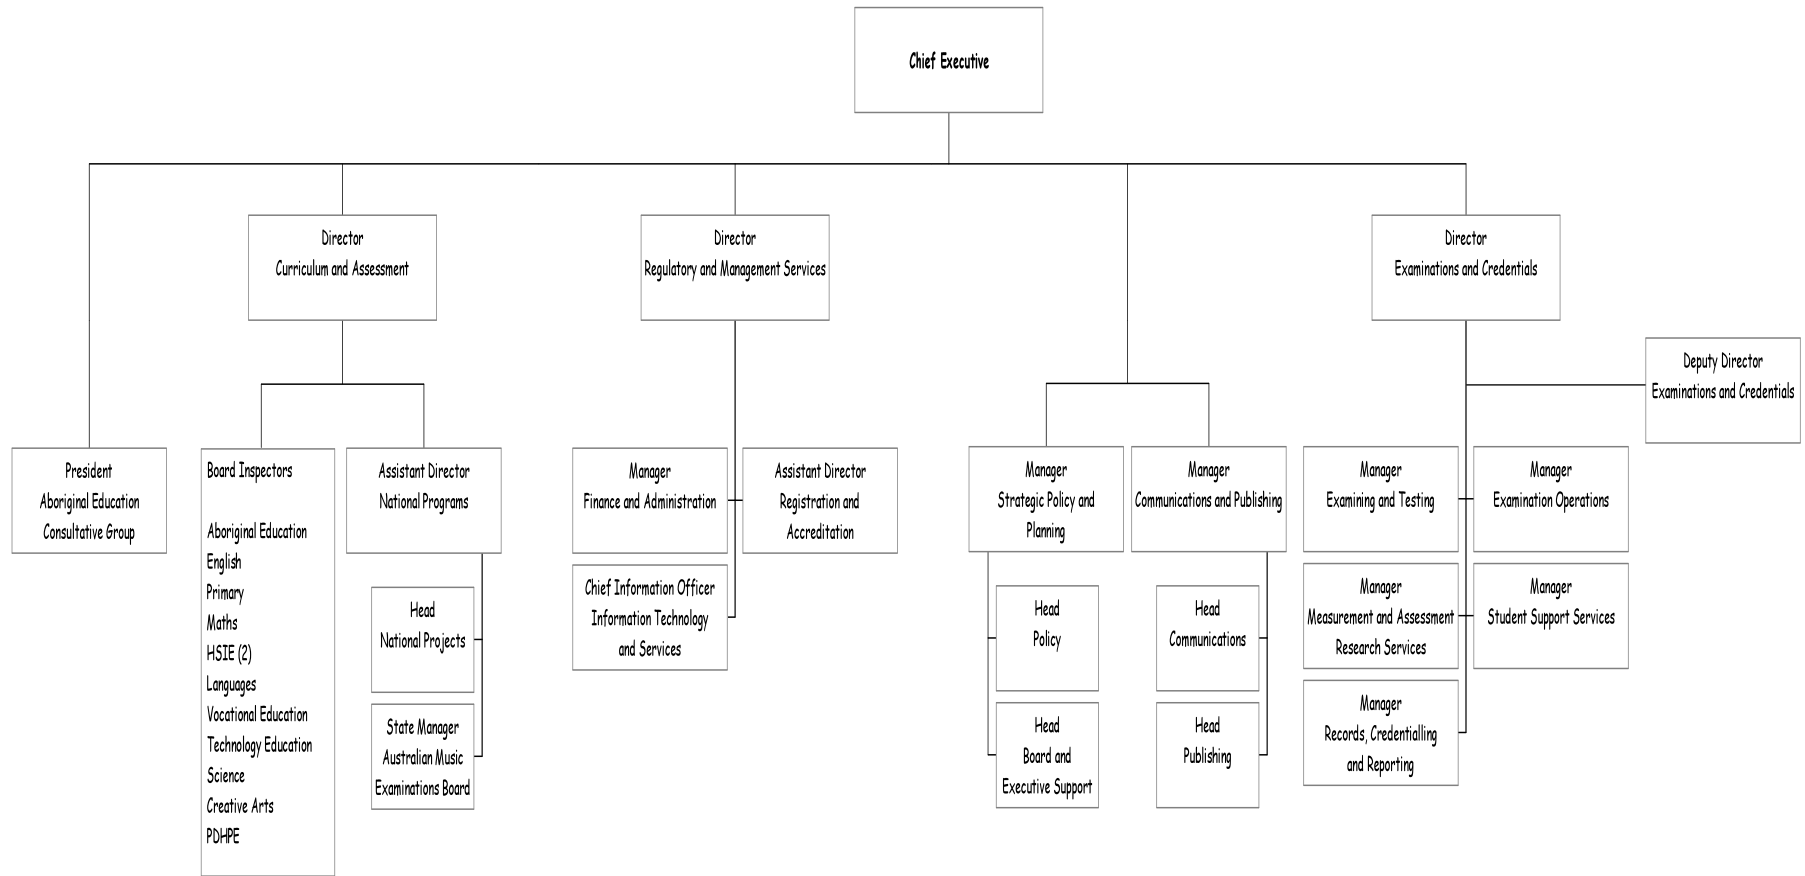 Chief Executive
Director
Curriculum and Assessment
Director
Regulatory and Management Services
Director
Examinations and Credentials
Deputy Director
Examinations and Credentials
President
Aboriginal Education
Consultative Group
Board Inspectors
Aboriginal Education
English
Primary
Maths
HSIE (2)
Languages
Vocational Education
Technology Education
Science
Creative Arts
PDHPE
Assistant Director
National Programs
Head
National Projects
State Manager
Australian Music
Examinations Board
Manager
Finance and Administration
Assistant Director
Registration and
Accreditation
Chief Information Officer
Information Technology
and Services
Manager
Strategic Policy and
Planning
Head
Policy
Head
Board and
Executive Support
Manager
Communications and Publishing
Head
Communications
Head
Publishing
Manager
Examining and Testing
Manager
Examination Operations
Manager
Measurement and Assessment
Research Services
Manager
Student Support Services
Manager
Records, Credentialling
and Reporting